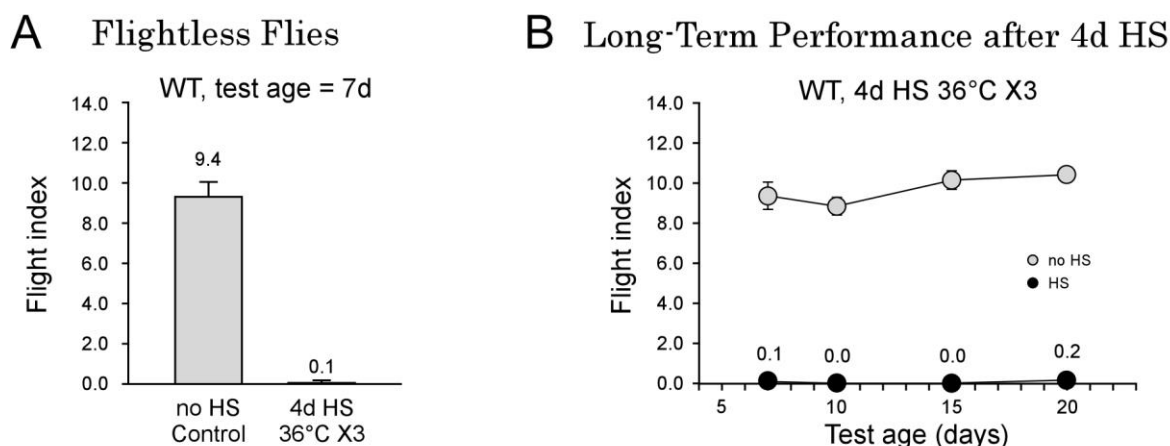 A Flightless Flies
WT, test age = 7d
Flight index
14.0
12.0
10.0
8.0
6.0
4.0
2.0
0.0
9.4
0.1
no HS
Control
4d HS
36°C X3
B Long-Term Performance after 4d HS
WT, 4d HS 36°C X3
Flight index
14.0
12.0
10.0
8.0
6.0
4.0
2.0
0.0
no HS
HS
0.1 0.0 0.0 0.2
5 10 15 20
Test age (days)